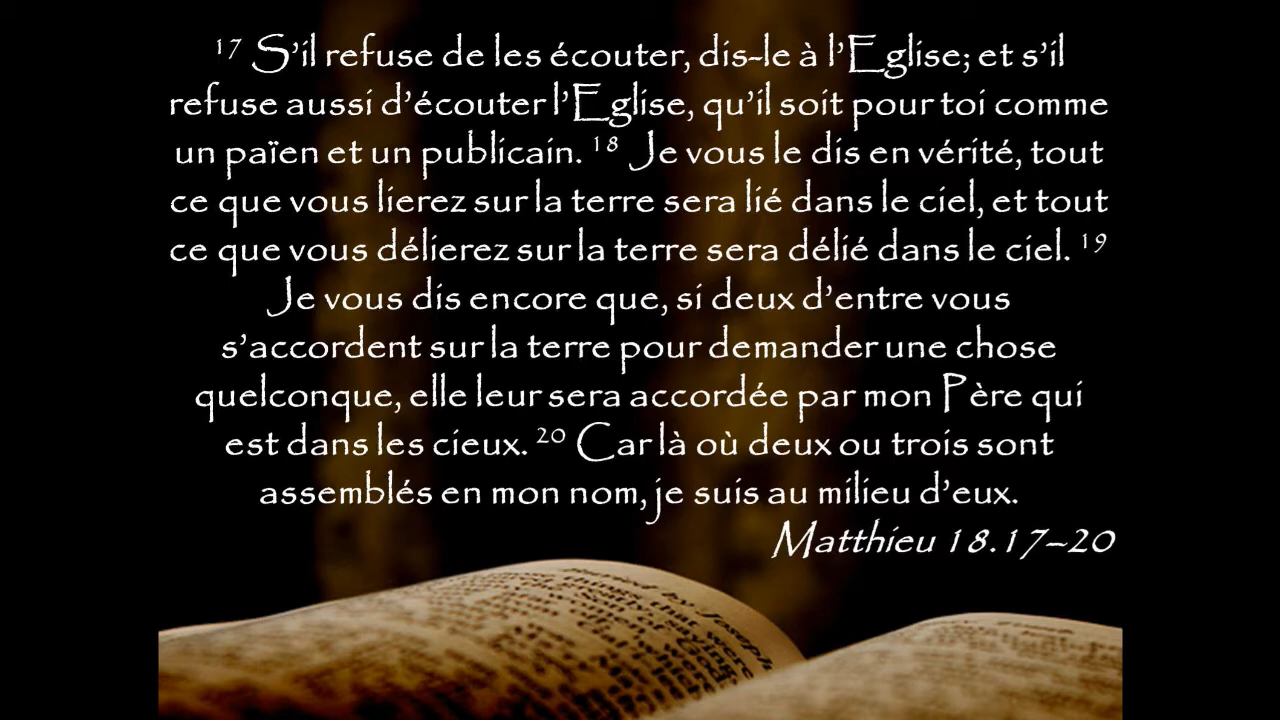 17 S’il refuse de les écouter, dis-le à l’Eglise; et s’il
refuse aussi d’écouter l’Eglise, qu’il soit pour toi comme
un païen et un publicain. 18 Je vous le dis en vérité, tout
ce que vous lierez sur la terre sera lié dans le ciel, et tout
ce que vous délierez sur la terre sera délié dans le ciel. 19
Je vous dis encore que, si deux d’entre vous
s’accordent sur la terre pour demander une chose
quelconque, elle leur sera accordée par mon Père qui
est dans les cieux. 20 Car là où deux ou trois sont
assemblés en mon nom, je suis au milieu d’eux.
Matthieu 18.17–20
by Joseph
things
that were